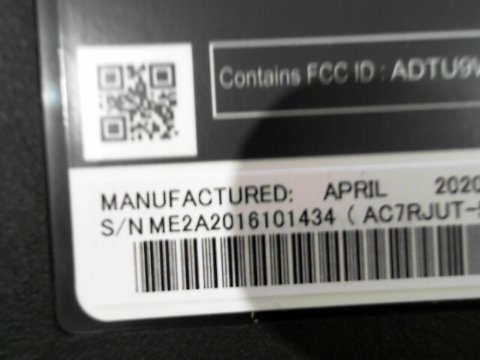 Contains FCC ID : ADTU9
MANUFACTURED: APRIL 2020
S/N ME2A2016101434 ( AC7RJUT-